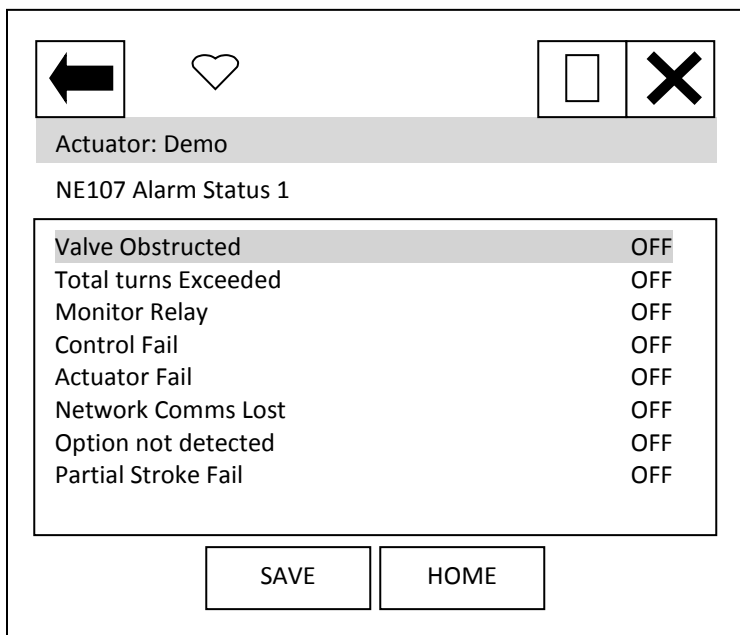 Actuator: Demo
NE107 Alarm Status 1
Valve Obstructed OFF
Total turns Exceeded OFF
Monitor Relay OFF
Control Fail OFF
Actuator Fail OFF
Network Comms Lost OFF
Option not detected OFF
Partial Stroke Fail OFF
SAVE HOME